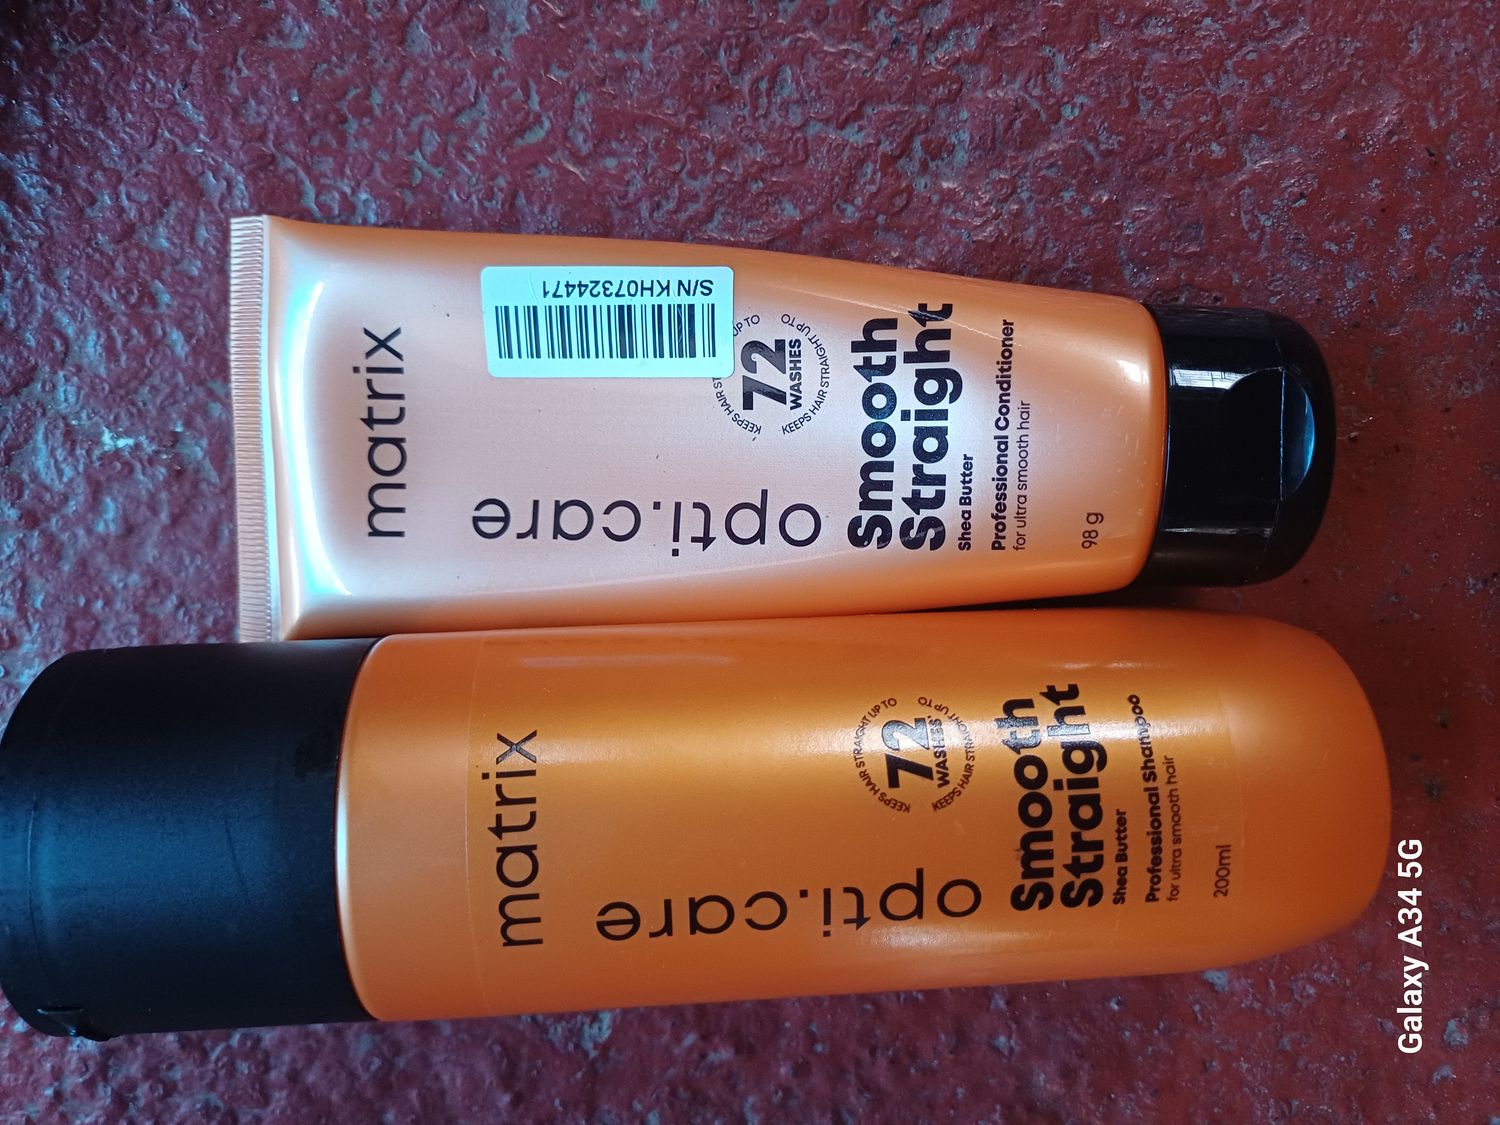 matrix
opti.care
S/N KH07324471
KEEPS HAIR STRAIGHT UP TO
72
WASHES
KEEPS HAIR STRAIGHT UP TO
Smooth
Straight
Shea Butter
Professional Conditioner
for ultra smooth hair
98 g
matrix
opti.care
KEEPS HAIR STRAIGHT UP TO
72
WASHES*
KEEPS HAIR STRAIGHT UP TO
Smooth
Straight
Shea Butter
Professional Shampoo
for ultra smooth hair
200ml
Galaxy A34 5G